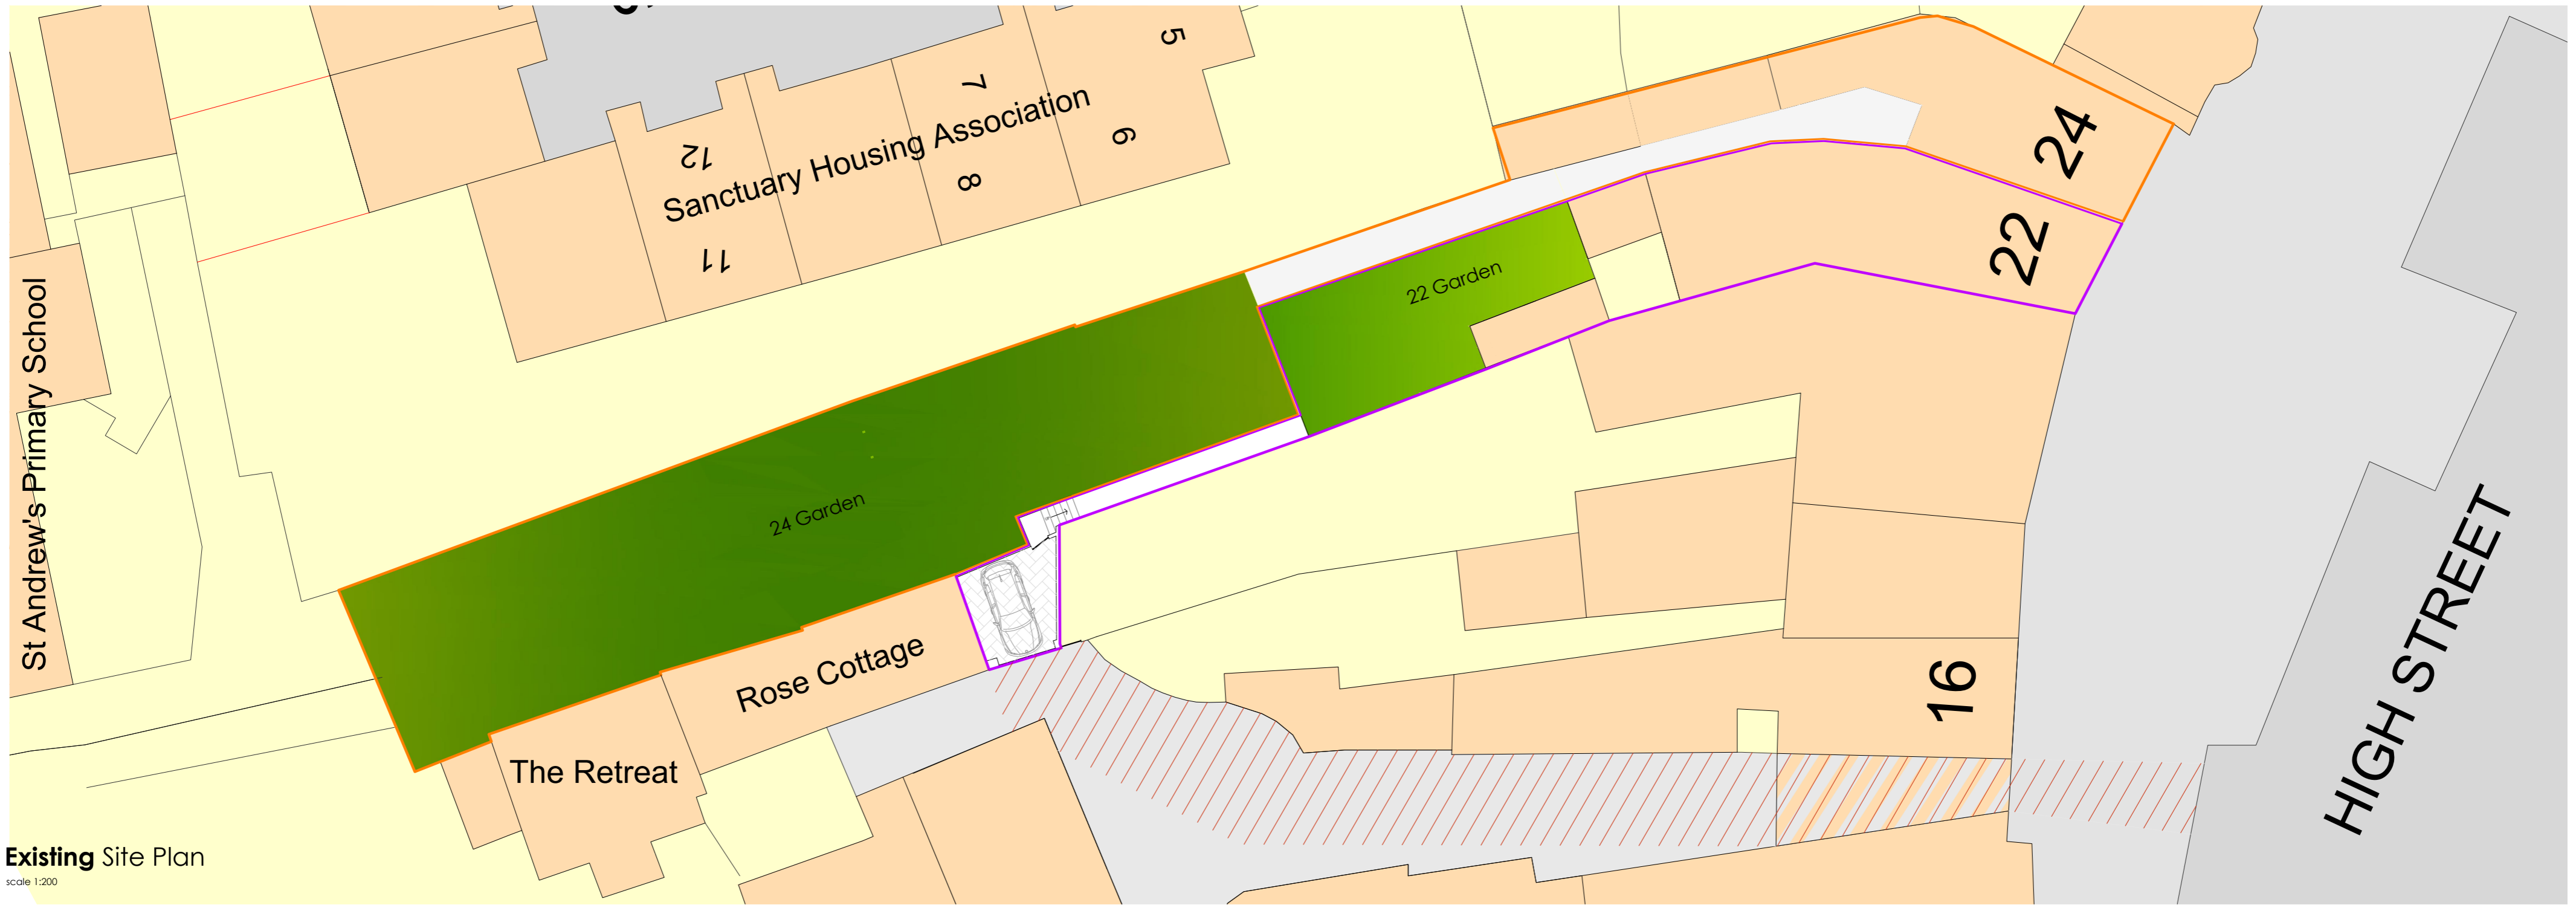 5
7
Sanctuary Housing Association
6
12
8
11
24
22
22 Garden
St Andrew's Primary School
24 Garden
Rose Cottage
The Retreat
16
HIGH STREET
Existing Site Plan
scale 1:200